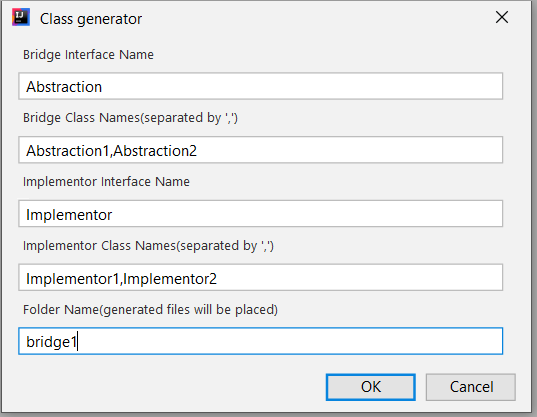 Class generator
Bridge Interface Name
Abstraction
Bridge Class Names(separated by ',')
Abstraction1,Abstraction2
Implementor Interface Name
Implementor
Implementor Class Names(separated by ',')
Implementor1,Implementor2
Folder Name(generated files will be placed)
bridge1
OK Cancel